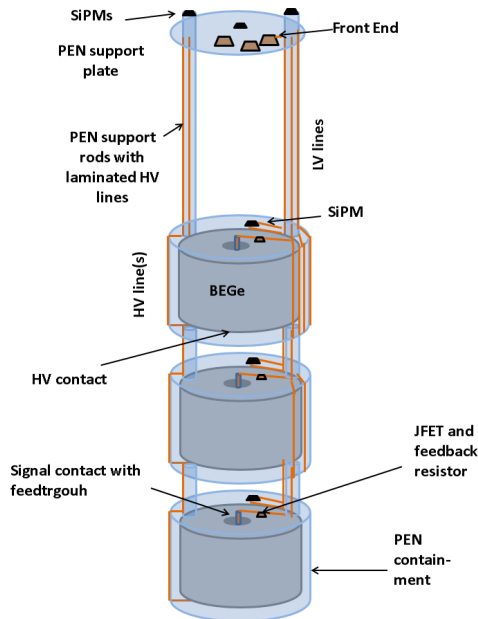 SiPMs
Front End
PEN support
plate
PEN support
rods with
laminated HV
lines
LV lines
SiPM
HV line(s)
BEGe
HV contact
JFET and
feedback
resistor
Signal contact with
feedtrgouh
PEN
contain-
ment